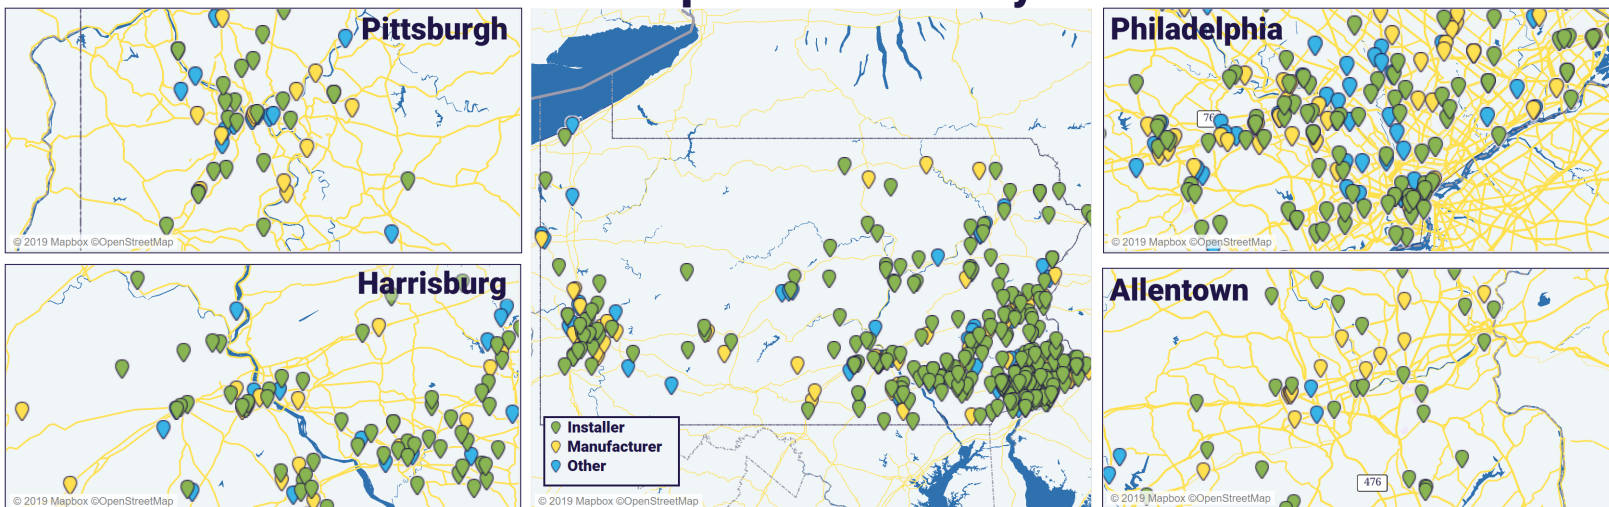 Pittsburgh
© 2019 Mapbox ©OpenStreetMap
Harrisburg
© 2019 Mapbox ©OpenStreetMap
Installer
Manufacturer
Other
© 2019 Mapbox ©OpenStreetMap
Philadelphia
76
© 2019 Mapbox ©OpenStreetMap
Allentown
476
© 2019 Mapbox ©OpenStreetMap